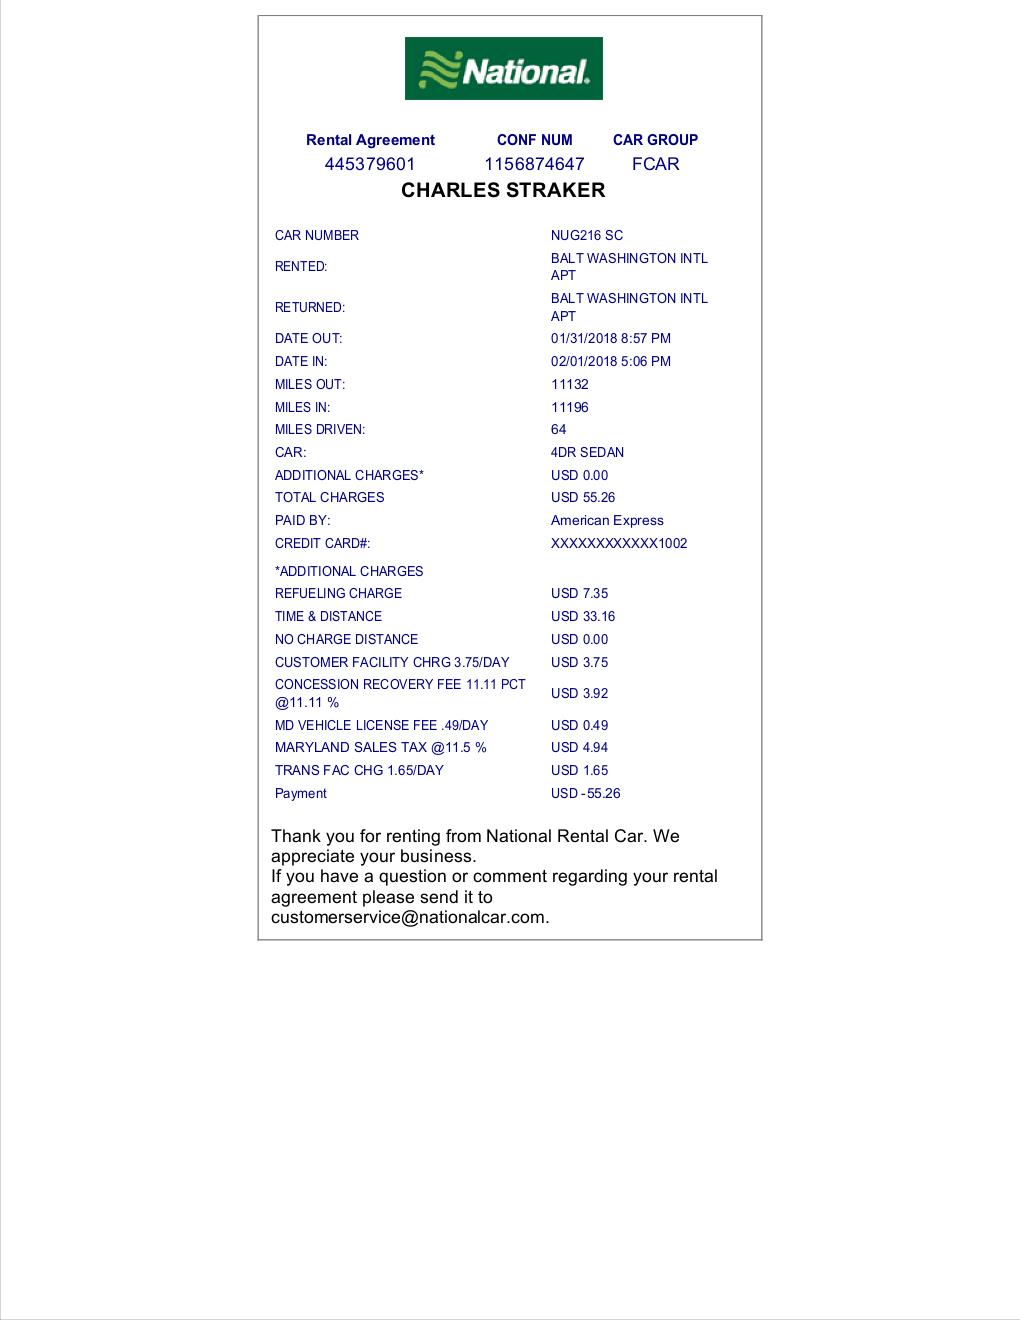 National.
Rental Agreement CONF NUM CAR GROUP
445379601 1156874647 FCAR
CHARLES STRAKER
CAR NUMBER NUG216 SC
RENTED: BALT WASHINGTON INTL
APT
RETURNED: BALT WASHINGTON INTL
APT
DATE OUT: 01/31/2018 8:57 PM
DATE IN: 02/01/2018 5:06 PM
MILES OUT: 11132
MILES IN: 11196
MILES DRIVEN: 64
CAR: 4DR SEDAN
ADDITIONAL CHARGES* USD 0.00
TOTAL CHARGES USD 55.26
PAID BY: American Express
CREDIT CARD#: XXXXXXXXXXXX1002
*ADDITIONAL CHARGES
REFUELING CHARGE USD 7.35
TIME & DISTANCE USD 33.16
NO CHARGE DISTANCE USD 0.00
CUSTOMER FACILITY CHRG 3.75/DAY USD 3.75
CONCESSION RECOVERY FEE 11.11 PCT
@11.11 % USD 3.92
MD VEHICLE LICENSE FEE .49/DAY USD 0.49
MARYLAND SALES TAX @11.5 % USD 4.94
TRANS FAC CHG 1.65/DAY USD 1.65
Payment USD -55.26
Thank you for renting from National Rental Car. We
appreciate your business.
If you have a question or comment regarding your rental
agreement please send it to
customerservice@nationalcar.com.